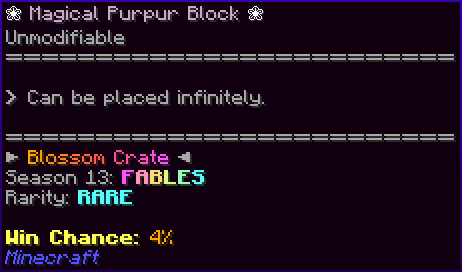 ❀ Magical Purpur Block ❀
Unmodifiable
==================================
> Can be placed infinitely.
==================================
► Blossom Crate ◄
Season 13: FABLES
Rarity: RARE
Win Chance: 4%
Minecraft